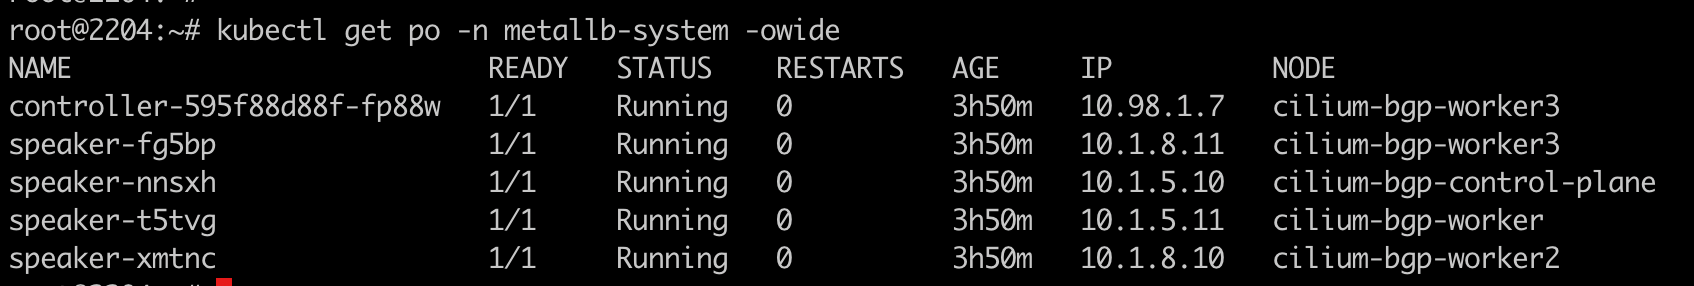 root@2204:~# kubectl get po -n metallb-system -owide
NAME READY STATUS RESTARTS AGE IP NODE
controller-595f88d88f-fp88w 1/1 Running 0 3h50m 10.98.1.7 cilium-bgp-worker3
speaker-fg5bp 1/1 Running 0 3h50m 10.1.8.11 cilium-bgp-worker3
speaker-nnsxh 1/1 Running 0 3h50m 10.1.5.10 cilium-bgp-control-plane
speaker-t5tvg 1/1 Running 0 3h50m 10.1.5.11 cilium-bgp-worker
speaker-xmtnc 1/1 Running 0 3h50m 10.1.8.10 cilium-bgp-worker2